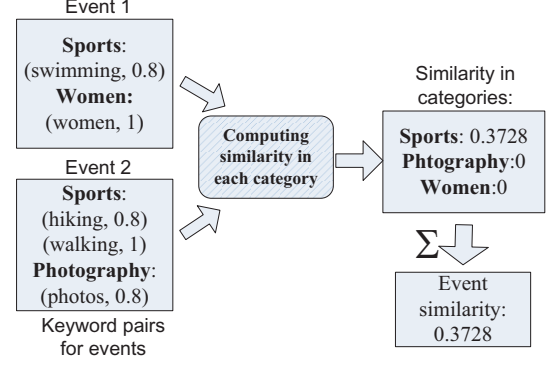 Event 1
Sports:
(swimming, 0.8)
Women:
(women, 1)
Event 2
Sports:
(hiking, 0.8)
(walking, 1)
Photography:
(photos, 0.8)
Keyword pairs
for events
Computing
similarity in
each category
Similarity in
categories:
Sports: 0.3728
Phtography:0
Women:0
Σ
Event
similarity:
0.3728